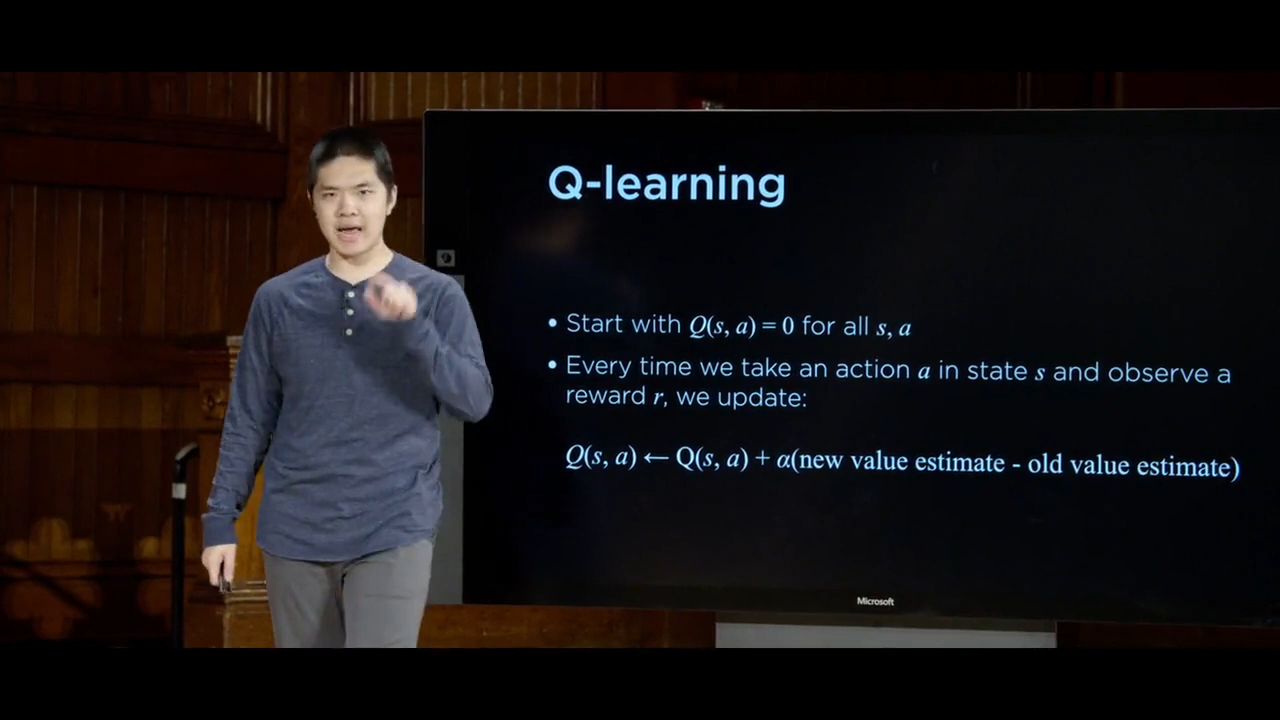 Q-learning
• Start with Q(s, a) = 0 for all s, a
• Every time we take an action a in state s and observe a
reward r, we update:
Q(s, a) ← Q(s, a) + α(new value estimate - old value estimate)
Microsoft